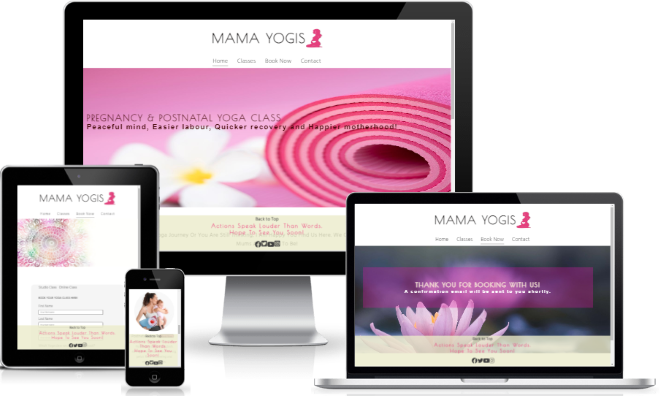 MAMA YOGIS
Home Classes Book Now Contact
PREGNANCY & POSTNATAL YOGA CLASS
Peaceful mind, Easier labour, Quicker recovery and Happier motherhood!
Back to Top
Actions Speak Louder Than Words.
Hope To See You Soon!
MAMA YOGIS
Home Classes Book Now Contact
First Name
Last Name
Back to Top
Actions Speak Louder Than Words.
Hope To See You Soon!
Back to Top
Actions Speak Louder Than Words.
Hope To See You Soon!
MAMA YOGIS
Home Classes Book Now Contact
THANK YOU FOR BOOKING WITH US!
A confirmation email will be sent to you shortly.
Back to Top
Actions Speak Louder Than Words.
Hope To See You Soon!